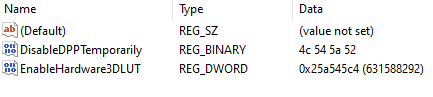 Name Type Data
(Default) REG_SZ (value not set)
DisableDPPTemporarily REG_BINARY 4c 54 5a 52
EnableHardware3DLUT REG_DWORD 0x25a545c4 (631588292)